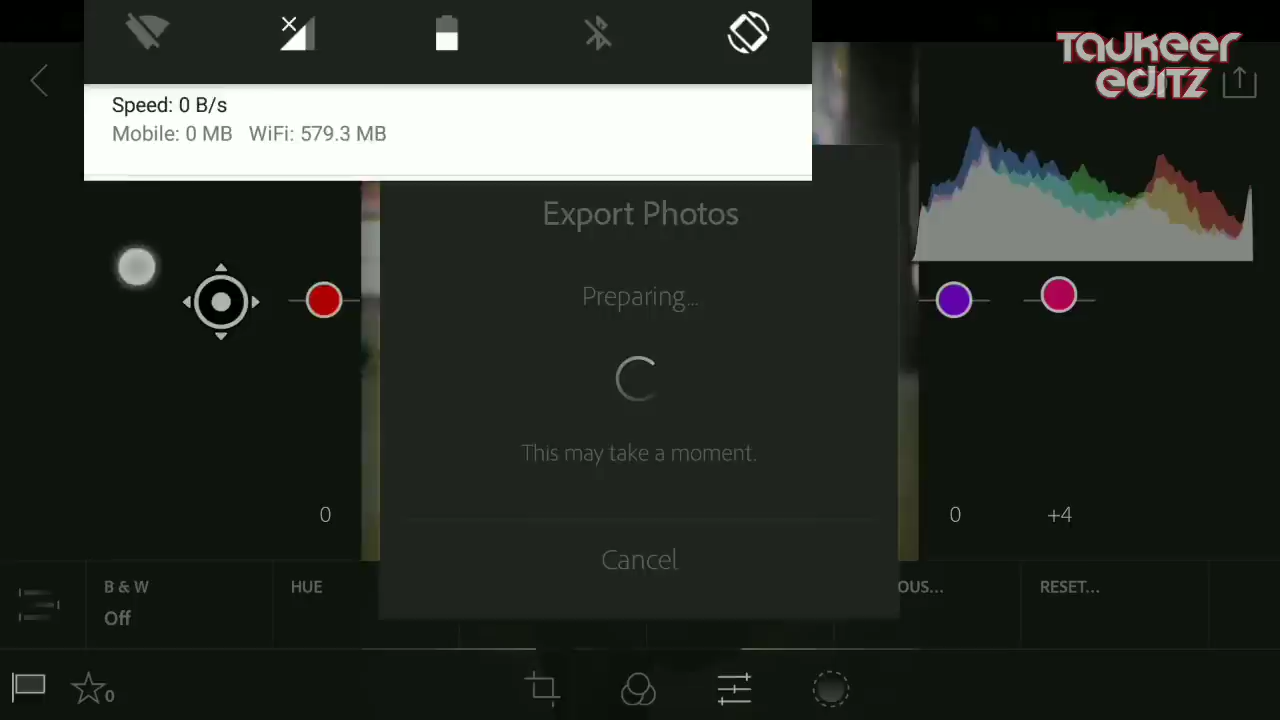 Taukeer
editz
Speed: 0 B/s
Mobile: 0 MB WiFi: 579.3 MB
Export Photos
Preparing...
This may take a moment.
0
0
+4
Cancel
B & W
HUE
OUS...
RESET...
Off
0